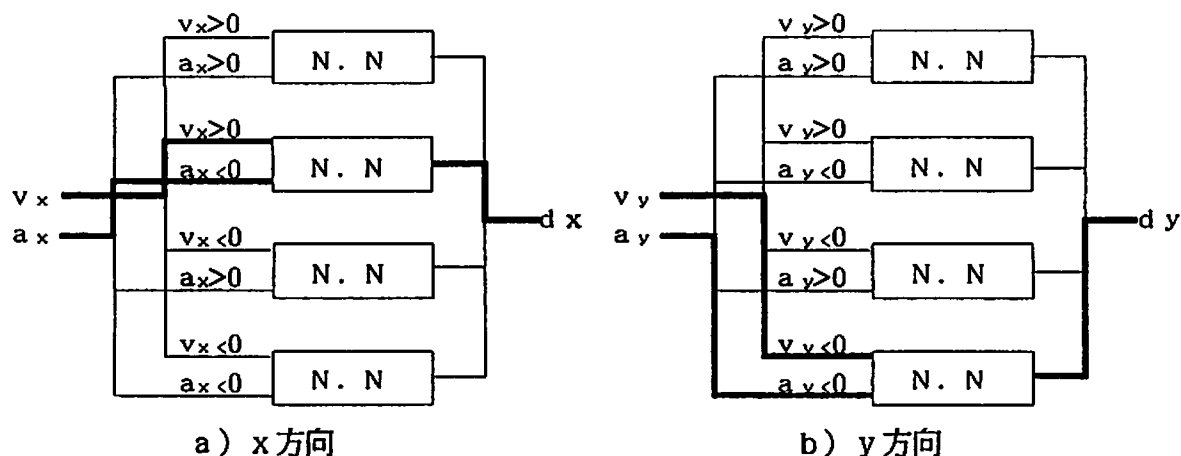 vx>0
ax>0
N. N
vx>0
ax<0
N. N
vx
ax
dx
vx<0
ax>0
N. N
vx<0
ax<0
N. N
a) x方向
vy>0
ay>0
N. N
vy>0
ay<0
N. N
vy
ay
dy
vy<0
ay>0
N. N
vy<0
ay<0
N. N
b) y方向